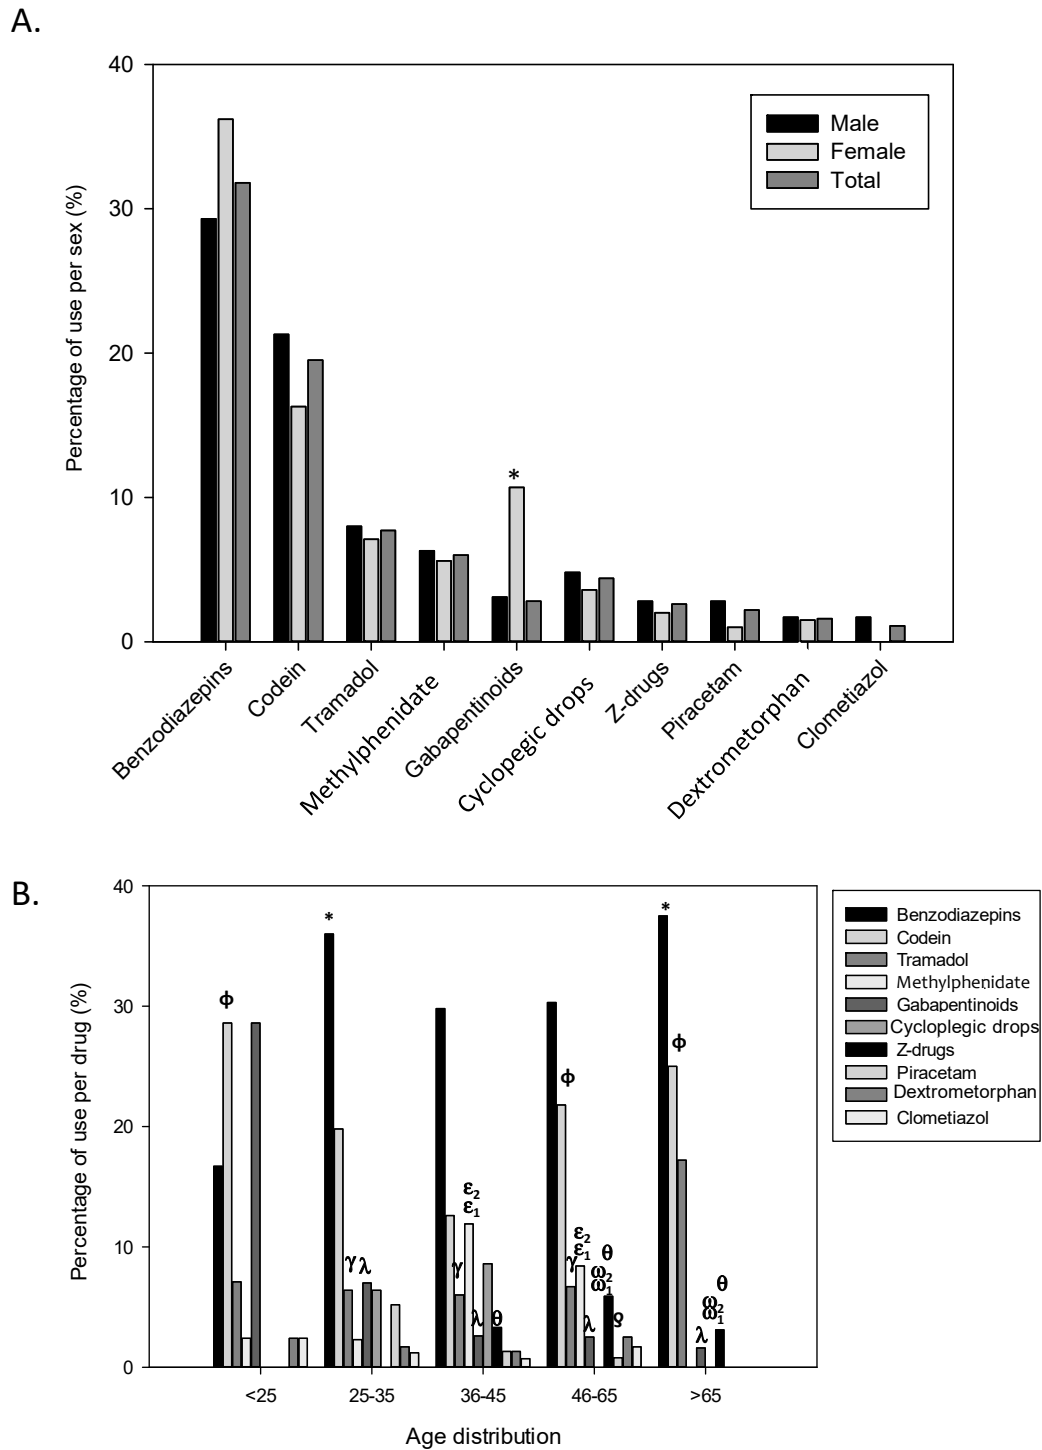 A.
40
30
20
10
0
Percentage of use per sex (%)
Male
Female
Total
*
Benzodiazepins
Codein
Tramadol
Methylphenidate
Gabapentinoids
Cyclopegic drops
Z-drugs
Piracetam
Dextrometorphan
Clometiazol
B.
40
30
20
10
0
Percentage of use per drug (%)
ϕ
*
γ λ
ε2
ε1
γ
λ θ
ϕ
ε2
ε1
γ
λ
θ
ω2
ω1
ϱ
*
ϕ
λ
θ
ω2
ω1
<25
25-35
36-45
46-65
>65
Age distribution
Benzodiazepins
Codein
Tramadol
Methylphenidate
Gabapentinoids
Cycloplegic drops
Z-drugs
Piracetam
Dextrometorphan
Clometiazol